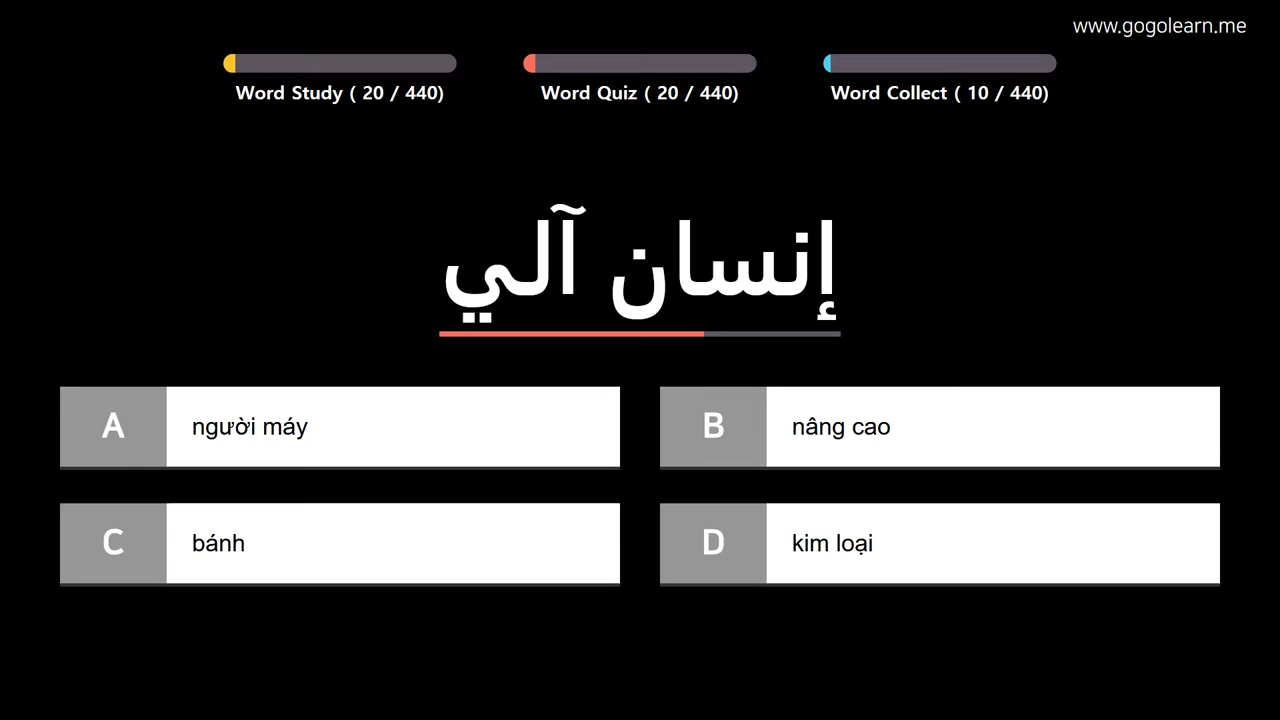 www.gogolearn.me
Word Study ( 20 / 440)
Word Quiz ( 20 / 440)
Word Collect ( 10 / 440)
إنسان آلي
A
người máy
B
nâng cao
C
bánh
D
kim loại